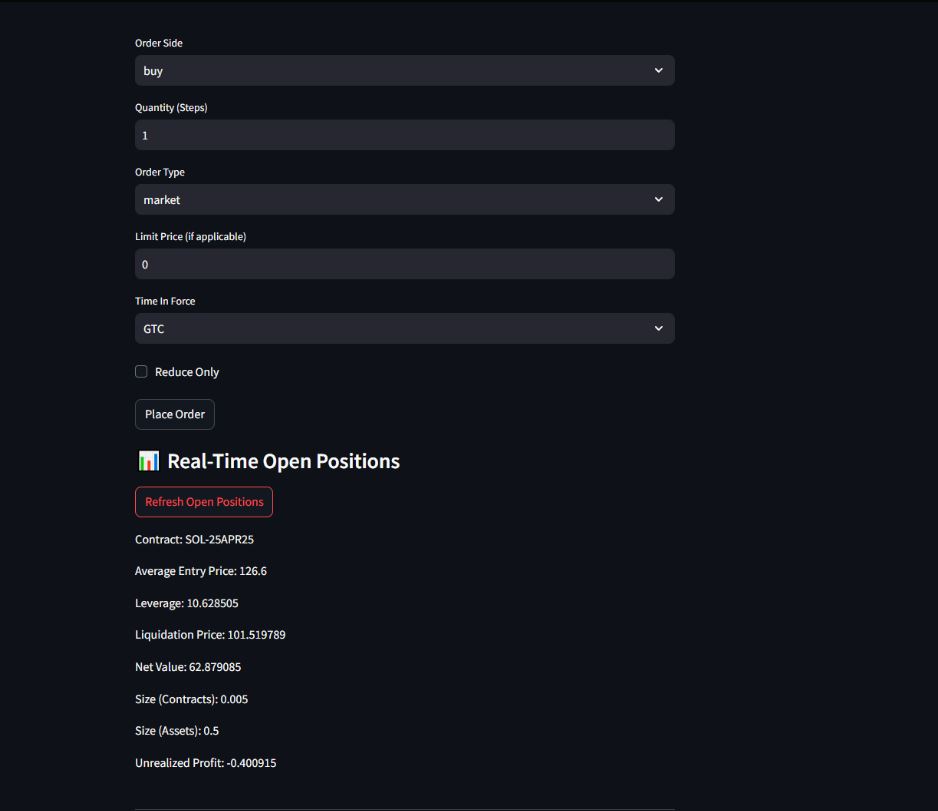 Order Side
buy
Quantity (Steps)
1
Order Type
market
Limit Price (if applicable)
0
Time In Force
GTC
Reduce Only
Place Order
📊 Real-Time Open Positions
Refresh Open Positions
Contract: SOL-25APR25
Average Entry Price: 126.6
Leverage: 10.628505
Liquidation Price: 101.519789
Net Value: 62.879085
Size (Contracts): 0.005
Size (Assets): 0.5
Unrealized Profit: -0.400915